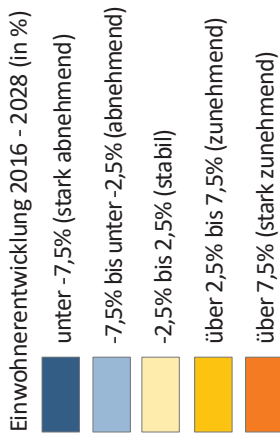 Einwohnerentwicklung 2016 - 2028 (in %)
unter -7,5% (stark abnehmend)
-7,5% bis unter -2,5% (abnehmend)
-2,5% bis 2,5% (stabil)
über 2,5% bis 7,5% (zunehmend)
über 7,5% (stark zunehmend)